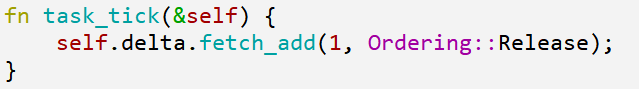 fn task_tick(&self) {
    self.delta.fetch_add(1, Ordering::Release);
}